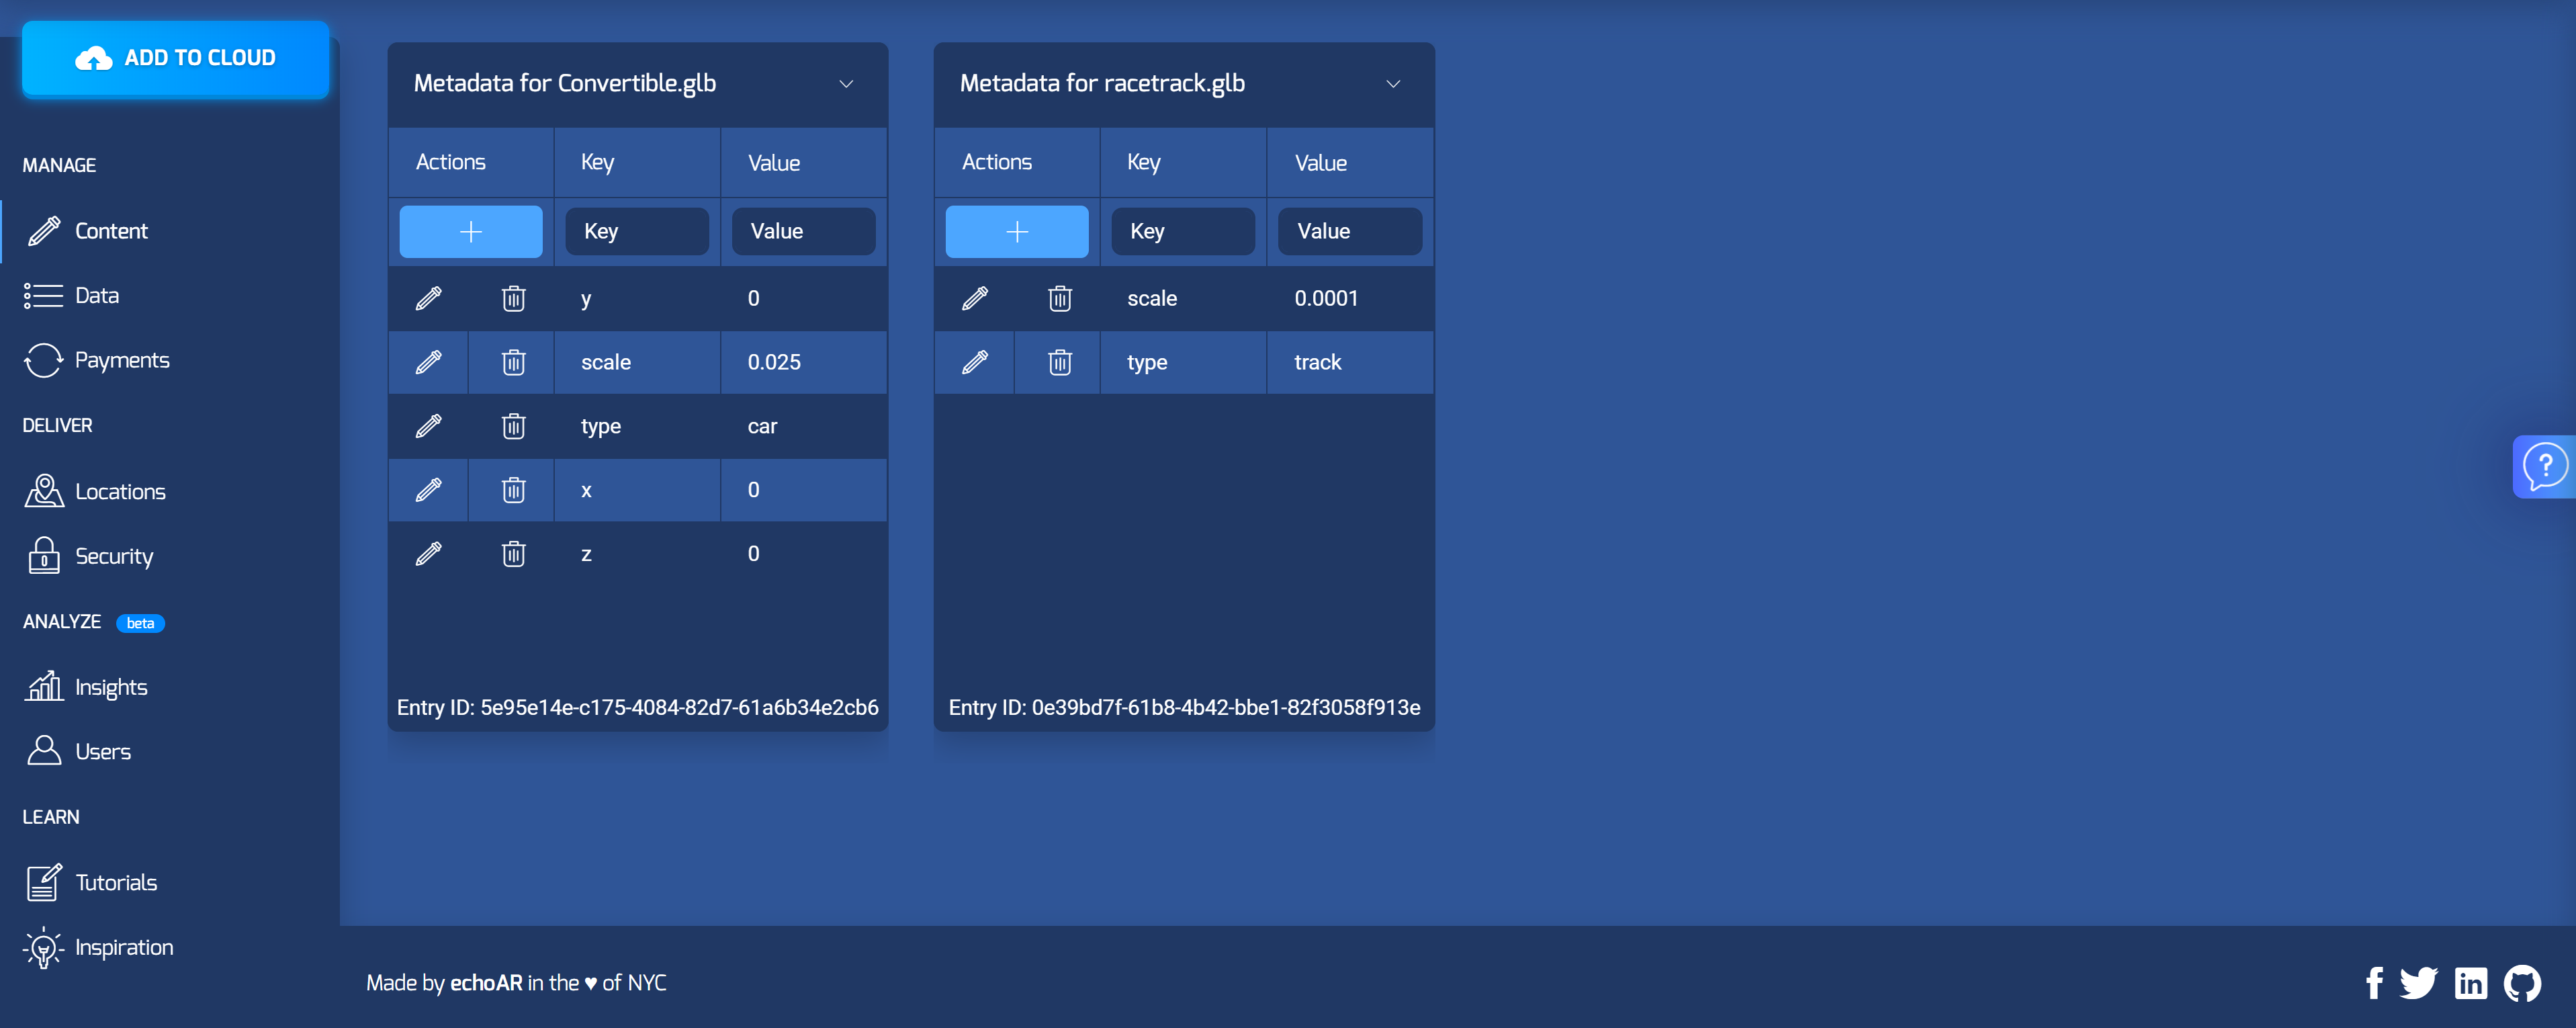 ADD TO CLOUD
MANAGE
Content
Data
Payments
DELIVER
Locations
Security
ANALYZE beta
Insights
Users
LEARN
Tutorials
Inspiration
Metadata for Convertible.glb
Actions Key Value
Key Value
y 0
scale 0.025
type car
x 0
z 0
Entry ID: 5e95e14e-c175-4084-82d7-61a6b34e2cb6
Metadata for racetrack.glb
Actions Key Value
Key Value
scale 0.0001
type track
Entry ID: 0e39bd7f-61b8-4b42-bbe1-82f3058f913e
?
Made by echoAR in the ♥ of NYC